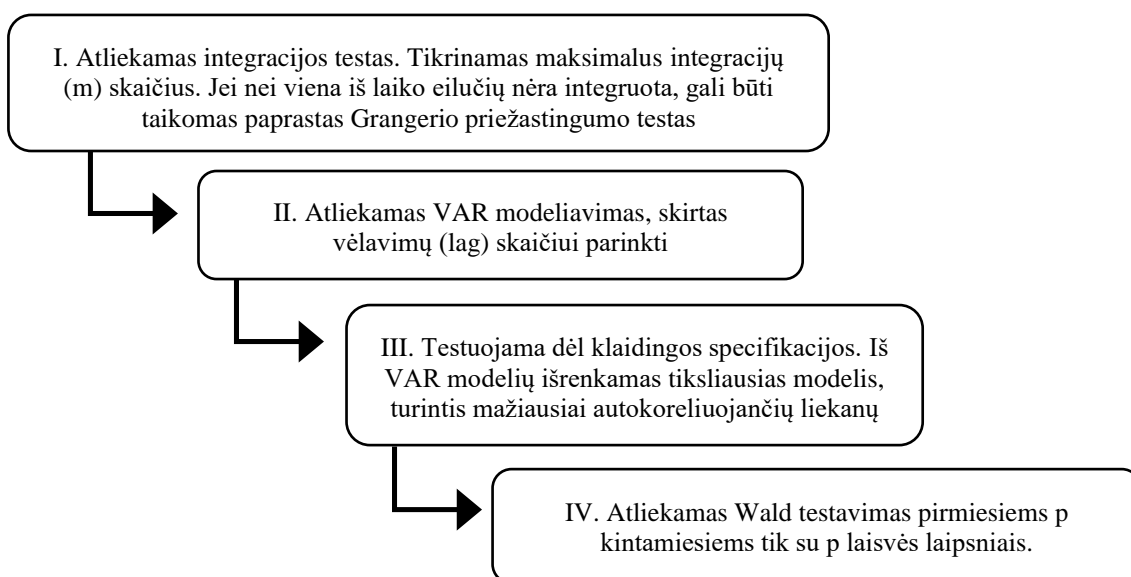 I. Atliekamas integracijos testas. Tikrinamas maksimalus integracijų
(m) skaičius. Jei nei viena iš laiko eilučių nėra integruota, gali būti
taikomas paprastas Grangerio priežastingumo testas
II. Atliekamas VAR modeliavimas, skirtas
vėlavimų (lag) skaičiui parinkti
III. Testuojama dėl klaidingos specifikacijos. Iš
VAR modelių išrenkamas tiksliausias modelis,
turintis mažiausiai autokoreliuojančių liekanų
IV. Atliekamas Wald testavimas pirmiesiems p
kintamiesiems tik su p laisvės laipsniais.